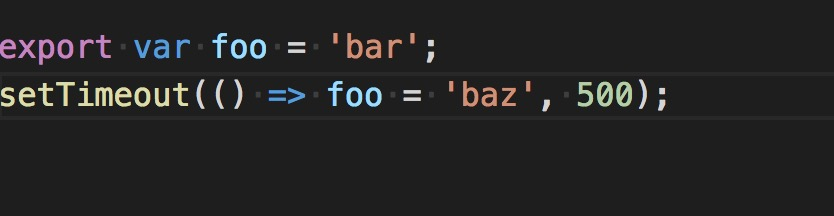 export var foo = 'bar';
setTimeout(() => foo = 'baz', 500);